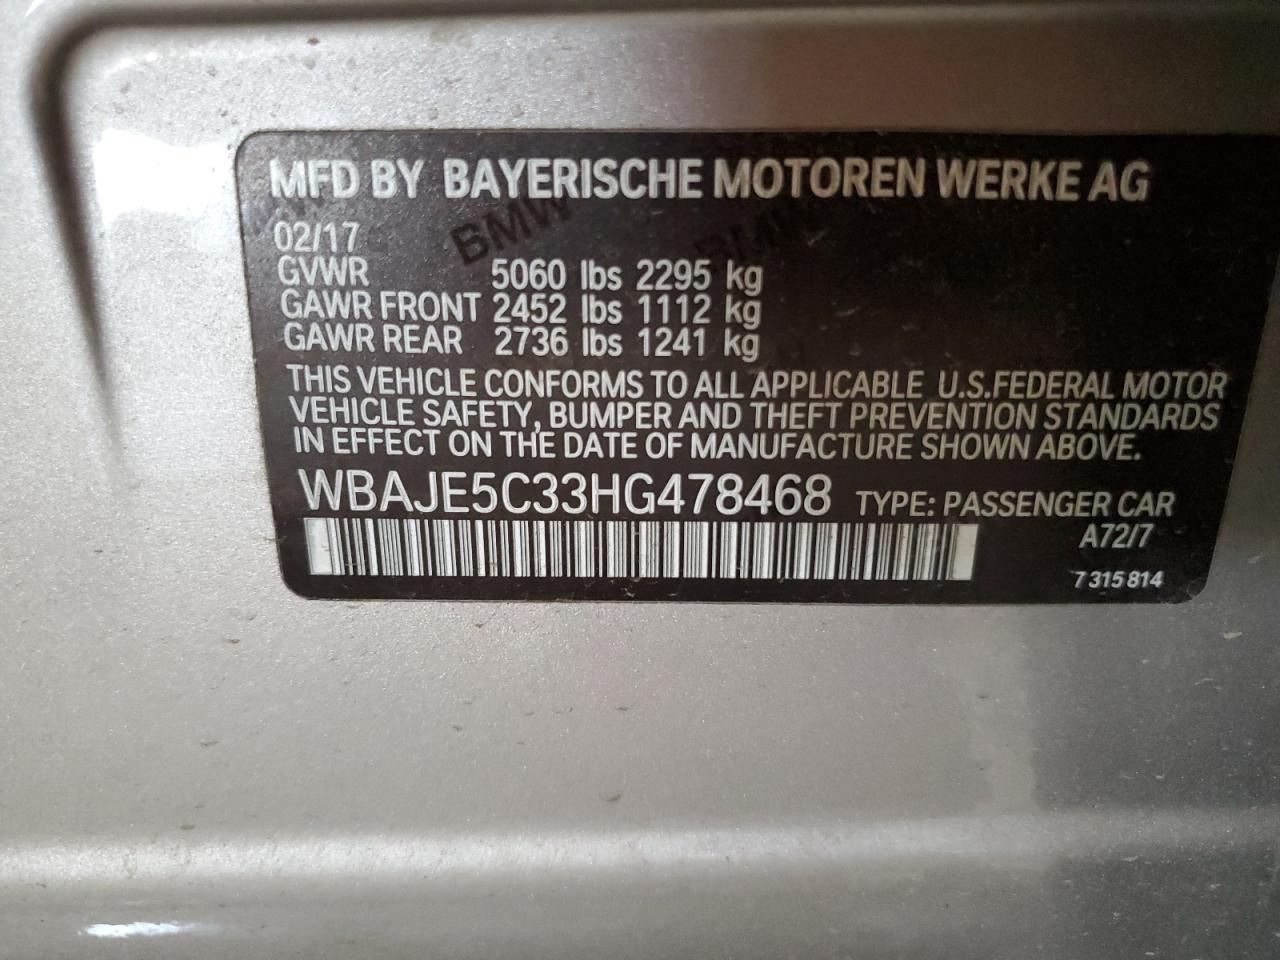 MFD BY BAYERISCHE MOTOREN WERKE AG
02/17
GVWR 5060 lbs 2295 kg
GAWR FRONT 2452 lbs 1112 kg
GAWR REAR 2736 lbs 1241 kg
THIS VEHICLE CONFORMS TO ALL APPLICABLE U.S.FEDERAL MOTOR
VEHICLE SAFETY, BUMPER AND THEFT PREVENTION STANDARDS
IN EFFECT ON THE DATE OF MANUFACTURE SHOWN ABOVE.
WBAJE5C33HG478468 TYPE: PASSENGER CAR
A72/7
7 315 814
BMW
BMW